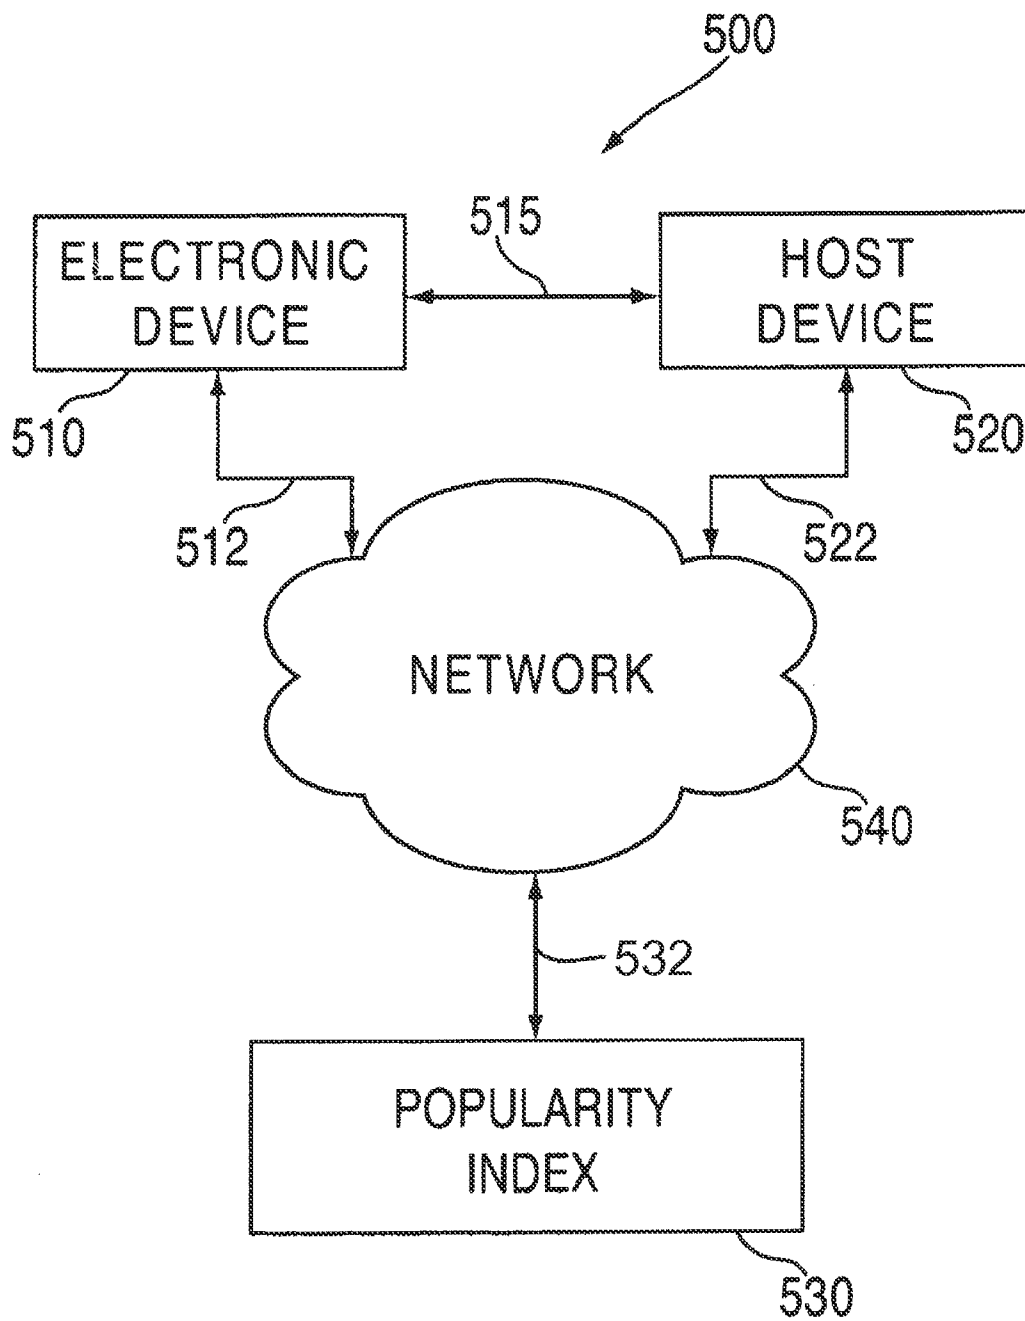 500
515
ELECTRONIC
DEVICE
HOST
DEVICE
510
520
512
522
NETWORK
540
532
POPULARITY
INDEX
530